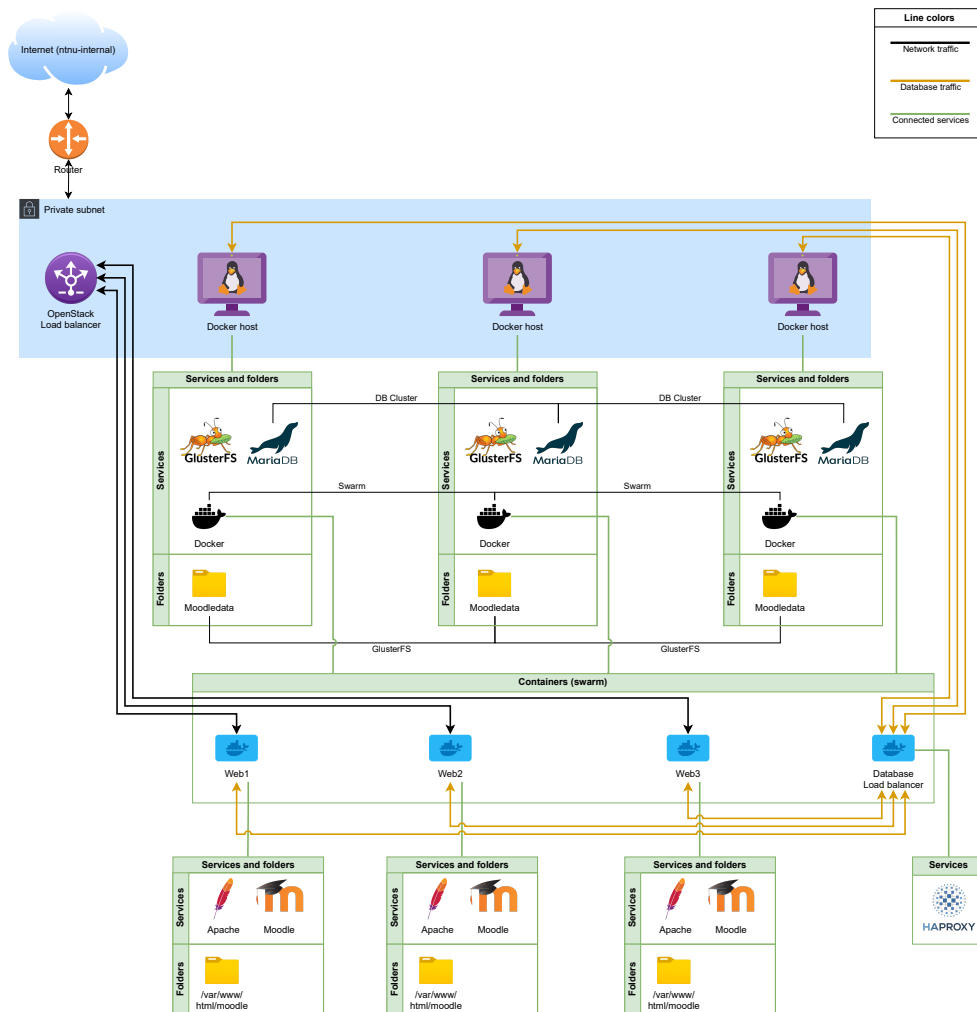 Line colors
Network traffic
Database traffic
Connected services
Internet (ntnu-internal)
Router
Private subnet
OpenStack
Load balancer
Docker host
Docker host
Docker host
Services and folders
Services and folders
Services and folders
DB Cluster
DB Cluster
Services
GlusterFS
MariaDB
Services
GlusterFS
MariaDB
Services
GlusterFS
MariaDB
Swarm
Swarm
Docker
Docker
Docker
Folders
Moodledata
Folders
Moodledata
Folders
Moodledata
GlusterFS
GlusterFS
Containers (swarm)
Web1
Web2
Web3
Database
Load balancer
Services and folders
Services and folders
Services and folders
Services
Services
Apache
Moodle
Services
Apache
Moodle
Services
Apache
Moodle
HAPROXY
Folders
/var/www/
html/moodle
Folders
/var/www/
html/moodle
Folders
/var/www/
html/moodle